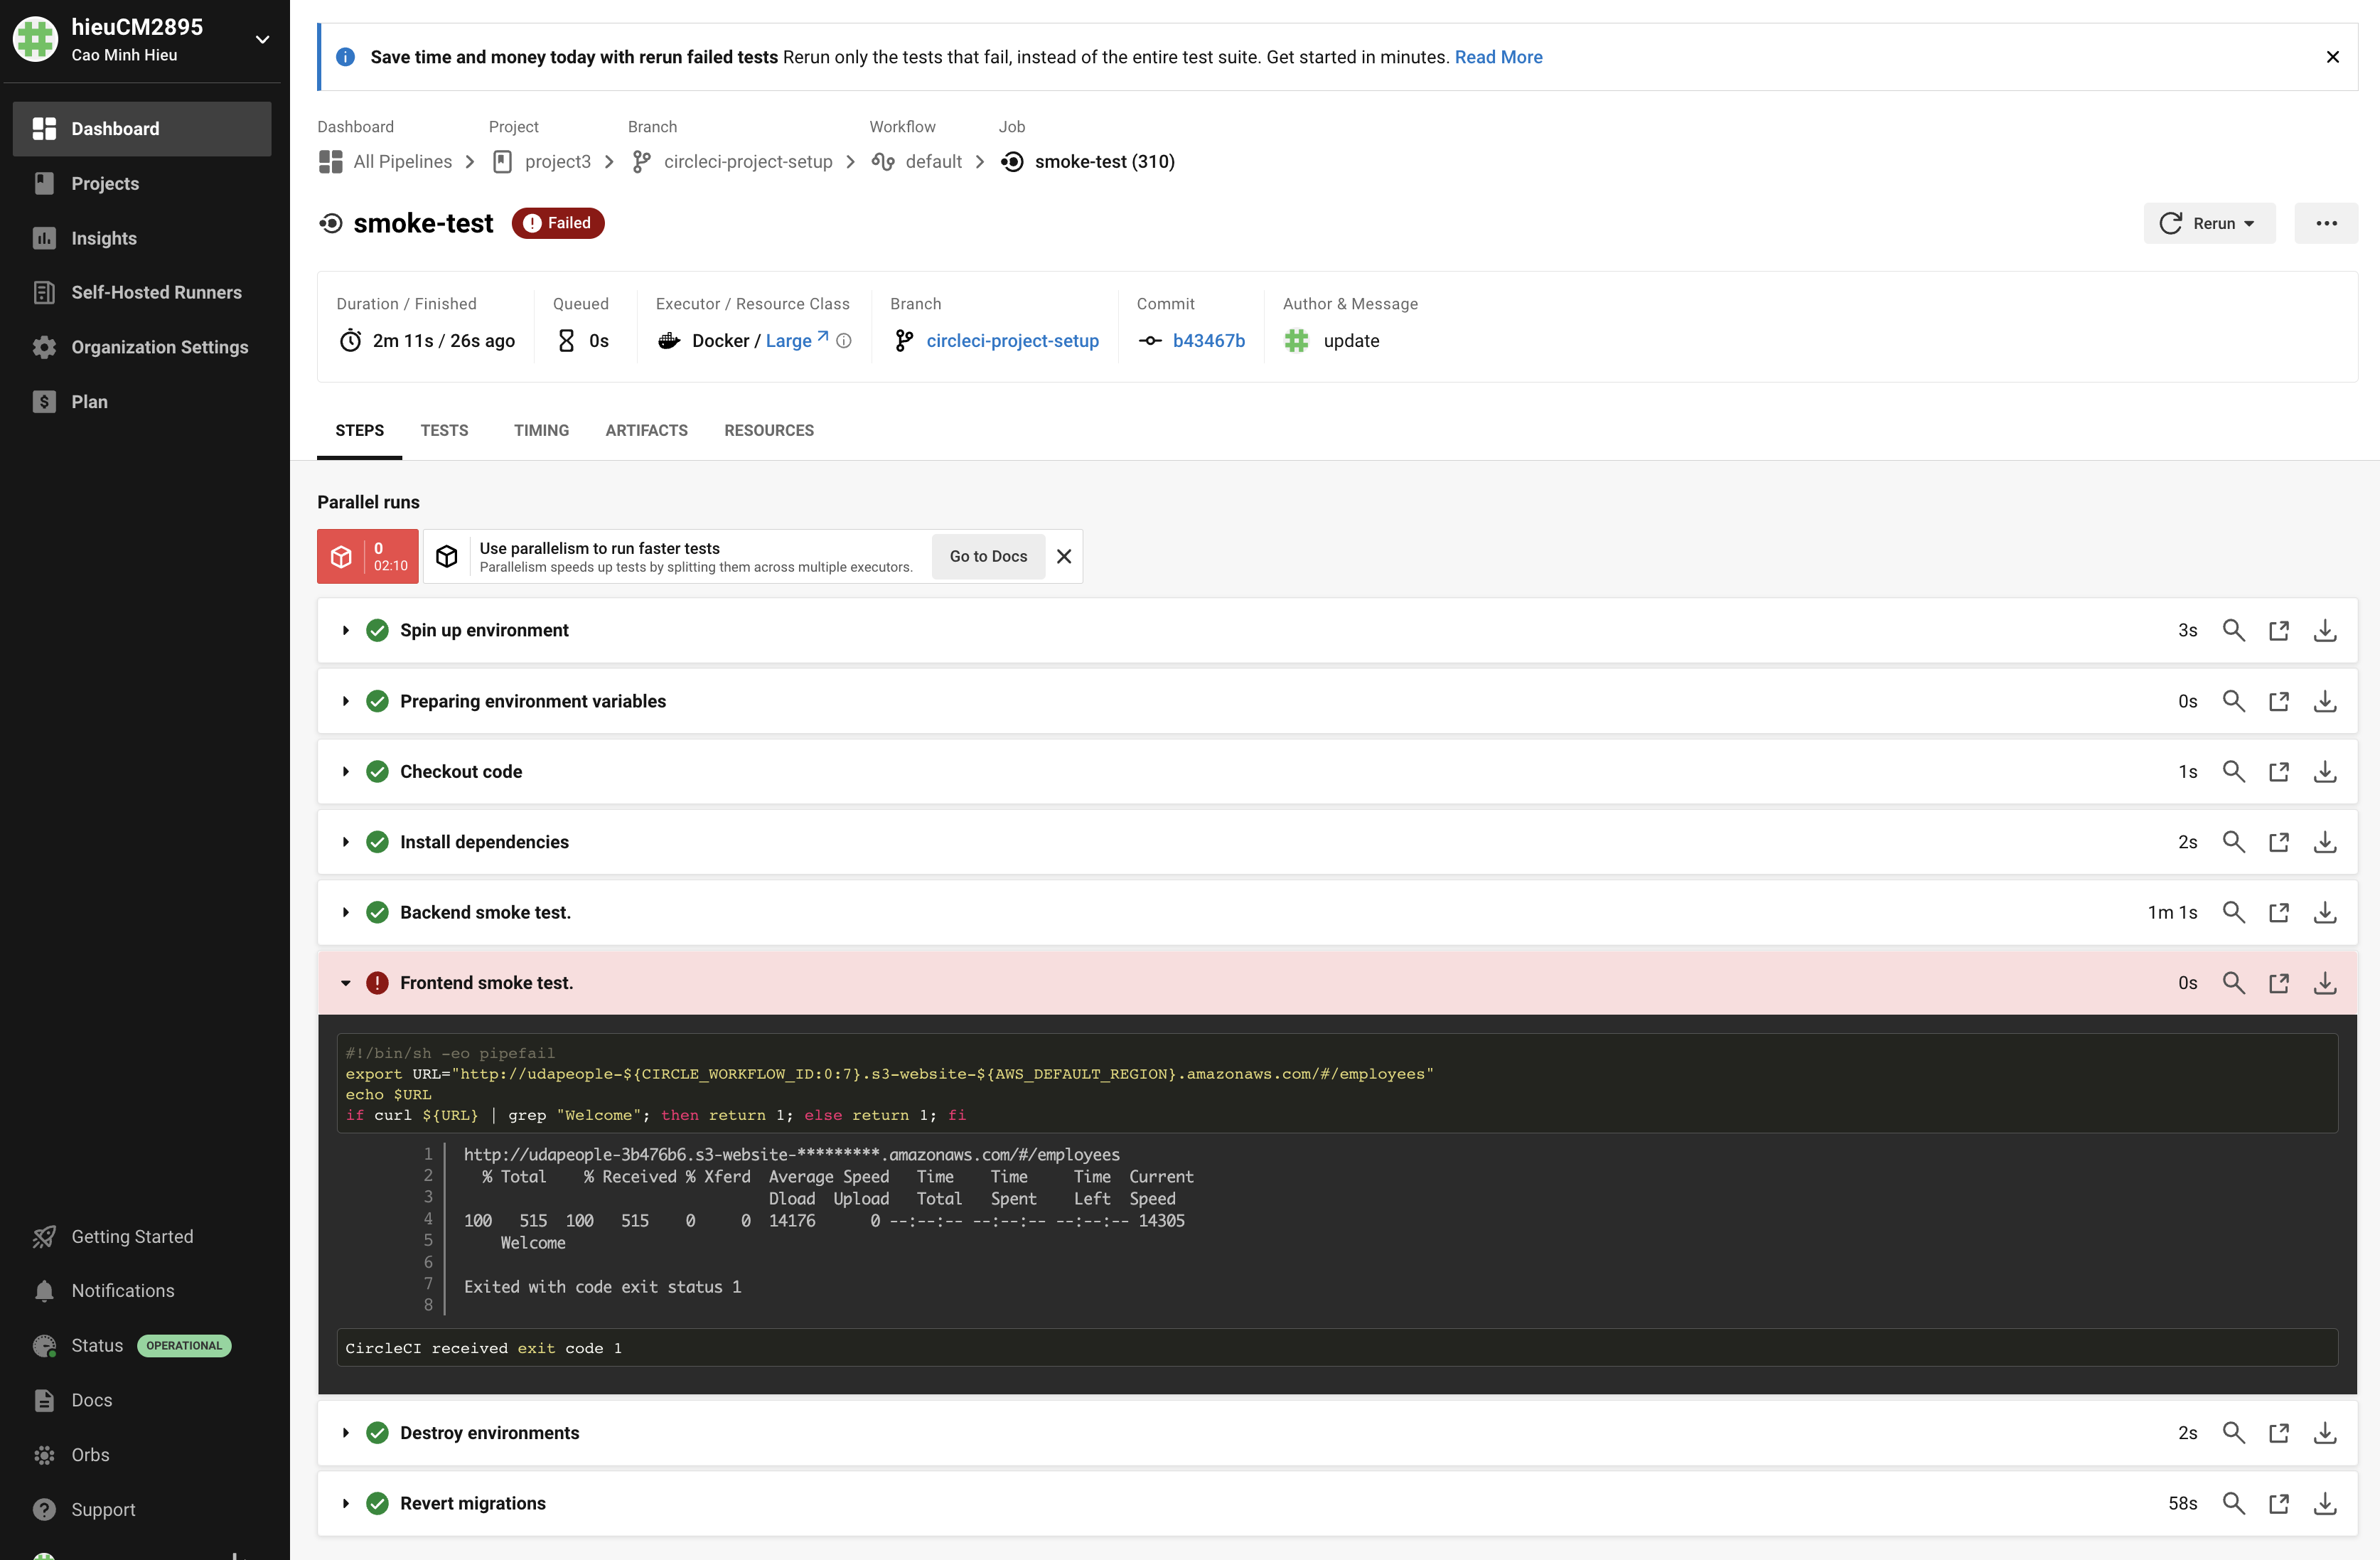 hieuCM2895
Cao Minh Hieu
Dashboard
Projects
Insights
Self-Hosted Runners
Organization Settings
Plan
Getting Started
Notifications
Status OPERATIONAL
Docs
Orbs
Support
Save time and money today with rerun failed tests Rerun only the tests that fail, instead of the entire test suite. Get started in minutes. Read More
Dashboard Project Branch Workflow Job
All Pipelines project3 circleci-project-setup default smoke-test (310)
smoke-test Failed
Rerun
Duration / Finished Queued Executor / Resource Class Branch Commit Author & Message
2m 11s / 26s ago 0s Docker / Large circleci-project-setup b43467b update
STEPS TESTS TIMING ARTIFACTS RESOURCES
Parallel runs
0
02:10
Use parallelism to run faster tests
Parallelism speeds up tests by splitting them across multiple executors.
Go to Docs
Spin up environment 3s
Preparing environment variables 0s
Checkout code 1s
Install dependencies 2s
Backend smoke test. 1m 1s
Frontend smoke test. 0s
#!/bin/sh -eo pipefail
export URL="http://udapeople-${CIRCLE_WORKFLOW_ID:0:7}.s3-website-${AWS_DEFAULT_REGION}.amazonaws.com/#/employees"
echo $URL
if curl ${URL} | grep "Welcome"; then return 1; else return 1; fi
1 http://udapeople-3b476b6.s3-website-*********.amazonaws.com/#/employees
2 % Total % Received % Xferd Average Speed Time Time Time Current
3 Dload Upload Total Spent Left Speed
4 100 515 100 515 0 0 14176 0 --:--:-- --:--:-- --:--:-- 14305
5 Welcome
6
7 Exited with code exit status 1
8
CircleCI received exit code 1
Destroy environments 2s
Revert migrations 58s